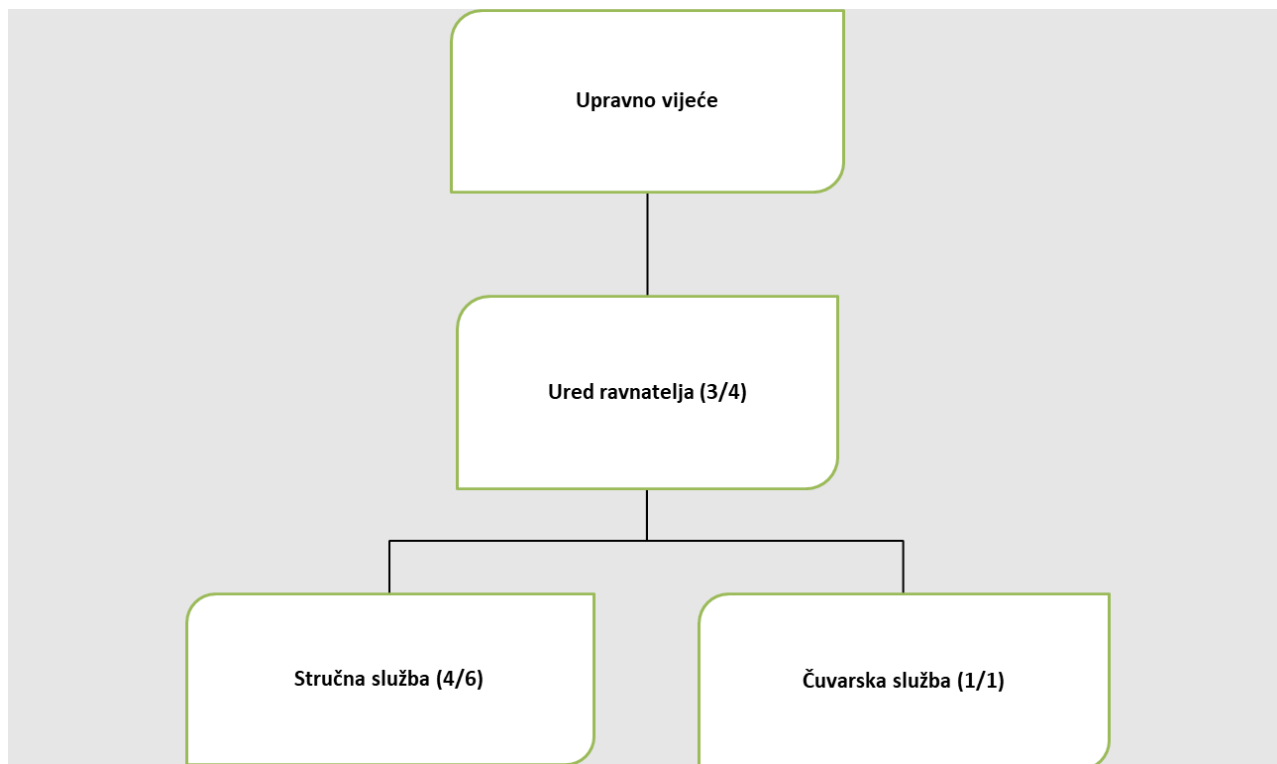 Upravno vijeće
Ured ravnatelja (3/4)
Stručna služba (4/6)
Čuvarska služba (1/1)